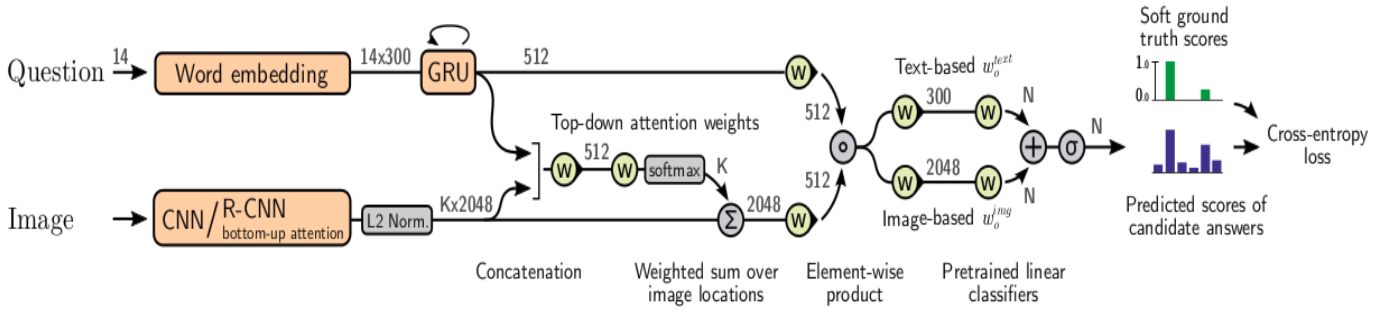 Question
14
Word embedding
14x300
GRU
512
w
Top-down attention weights
w
512
w
softmax
K
Image
CNN/R-CNN
bottom-up attention
L2 Norm.
Kx2048
Σ
2048
w
512
512
Text-based w_o^text
w
300
w
N
w
2048
w
N
Image-based w_o^img
+
σ
N
Soft ground
truth scores
1.0
0.0
Predicted scores of
candidate answers
Cross-entropy
loss
Concatenation
Weighted sum over
image locations
Element-wise
product
Pretrained linear
classifiers